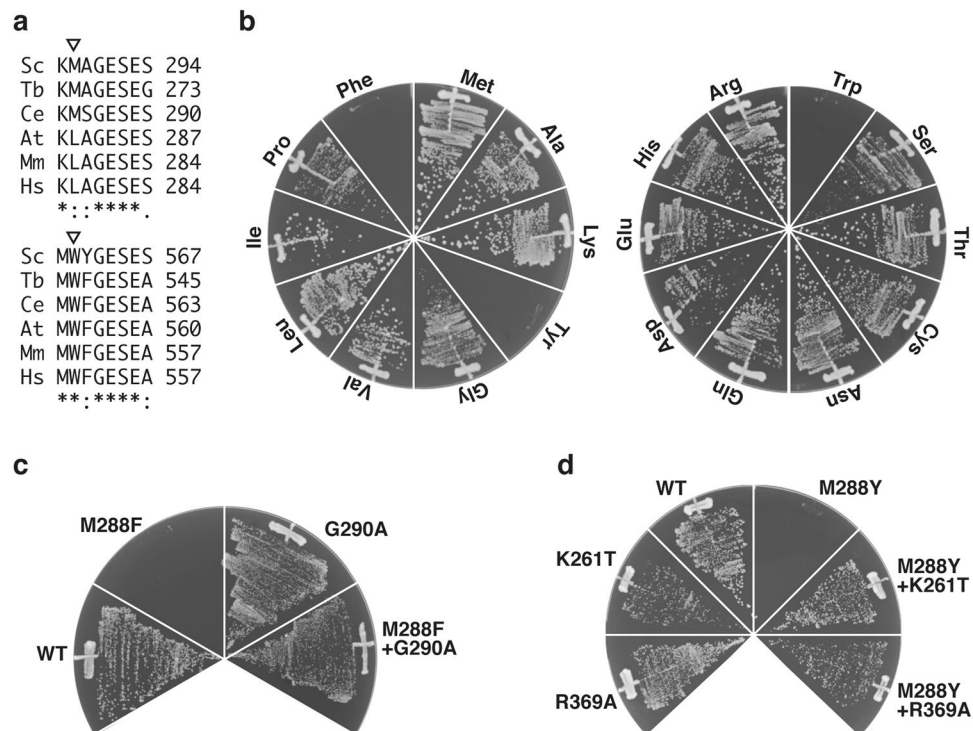 a
Sc KMAGESES 294
Tb KMAGESEG 273
Ce KMSGESES 290
At KLAGESES 287
Mm KLAGESES 284
Hs KLAGESES 284
*::****.
Sc MWYGESES 567
Tb MWFGESEA 545
Ce MWFGESEA 563
At MWFGESEA 560
Mm MWFGESEA 557
Hs MWFGESEA 557
**:****:
b
Phe
Met
Ala
Lys
Tyr
Gly
Val
Leu
Ile
Pro
Arg
Trp
Ser
Thr
Cys
Asn
Gln
Asp
Glu
His
c
M288F
G290A
WT
M288F
+G290A
d
WT
M288Y
K261T
M288Y
+K261T
R369A
M288Y
+R369A